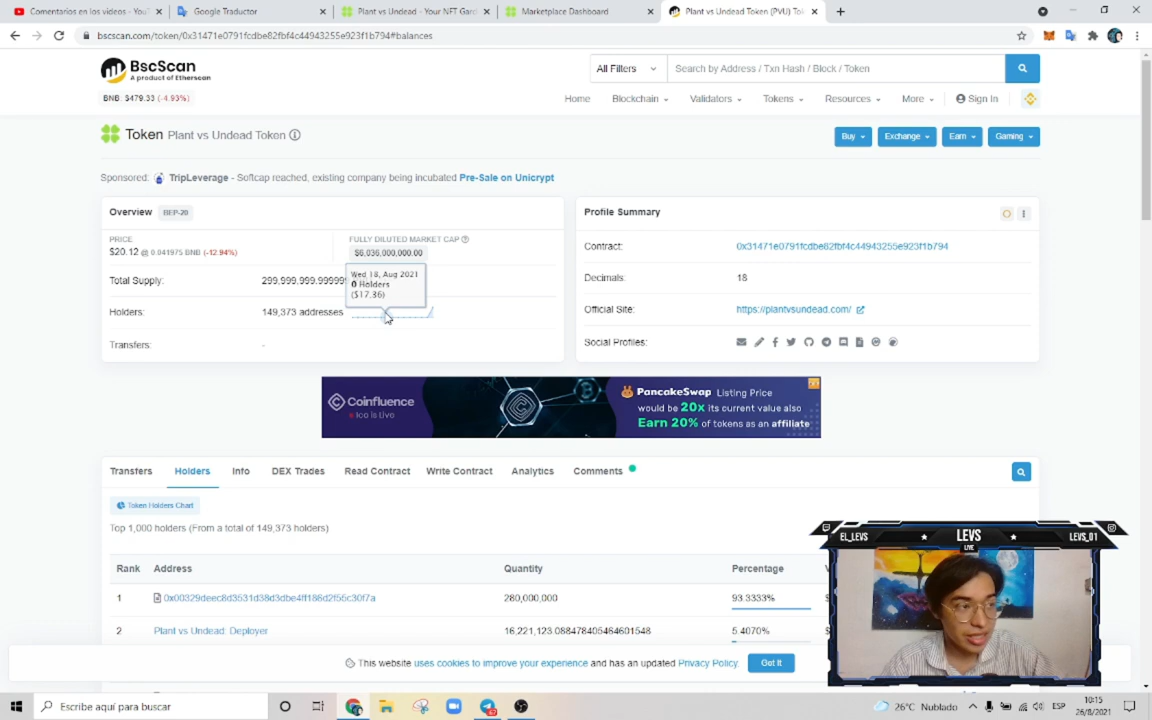 Comentarios en los videos - You
Google Traductor
Plant vs Undead - Your NFT Gard
Marketplace Dashboard
Plant vs Undead Token (PVU) Tok
bscscan.com/token/0x31471e0791fcdbe82fbf4c44943255e923f1b794#balances
BscScan
A product of Etherscan
All Filters
Search by Address / Txn Hash / Block / Token
BNB: $479.33 (-4.93%)
Home Blockchain Validators Tokens Resources More Sign In
Token Plant vs Undead Token
Buy Exchange Earn Gaming
Sponsored: TripLeverage - Softcap reached, existing company being incubated Pre-Sale on Unicrypt
Overview BEP-20
PRICE
$20.12 @ 0.041975 BNB (-12.94%)
FULLY DILUTED MARKET CAP
$6,036,000,000.00
Total Supply: 299,999,999.999999
Wed 18, Aug 2021
0 Holders
($17.36)
Holders: 149,373 addresses
Transfers: -
Profile Summary
Contract: 0x31471e0791fcdbe82fbf4c44943255e923f1b794
Decimals: 18
Official Site: https://plantvsundead.com/
Social Profiles:
Coinfluence
Ico is Live
PancakeSwap Listing Price
would be 20x its current value also
Earn 20% of tokens as an affiliate
Transfers Holders Info DEX Trades Read Contract Write Contract Analytics Comments
Token Holders Chart
Top 1,000 holders (From a total of 149,373 holders)
Rank Address Quantity Percentage
1 0x00329deec8d3531d38d3dbe4ff188d2f55c30f7a 280,000,000 93.3333%
2 Plant vs Undead: Deployer 16,221,123.088478405464601548 5.4070%
This website uses cookies to improve your experience and has an updated Privacy Policy.
Got It
EL_LEVS
LEVS
LIVE
LEVS_01
Escribe aquí para buscar
26°C Nublado
ESP
10:15
26/8/2021